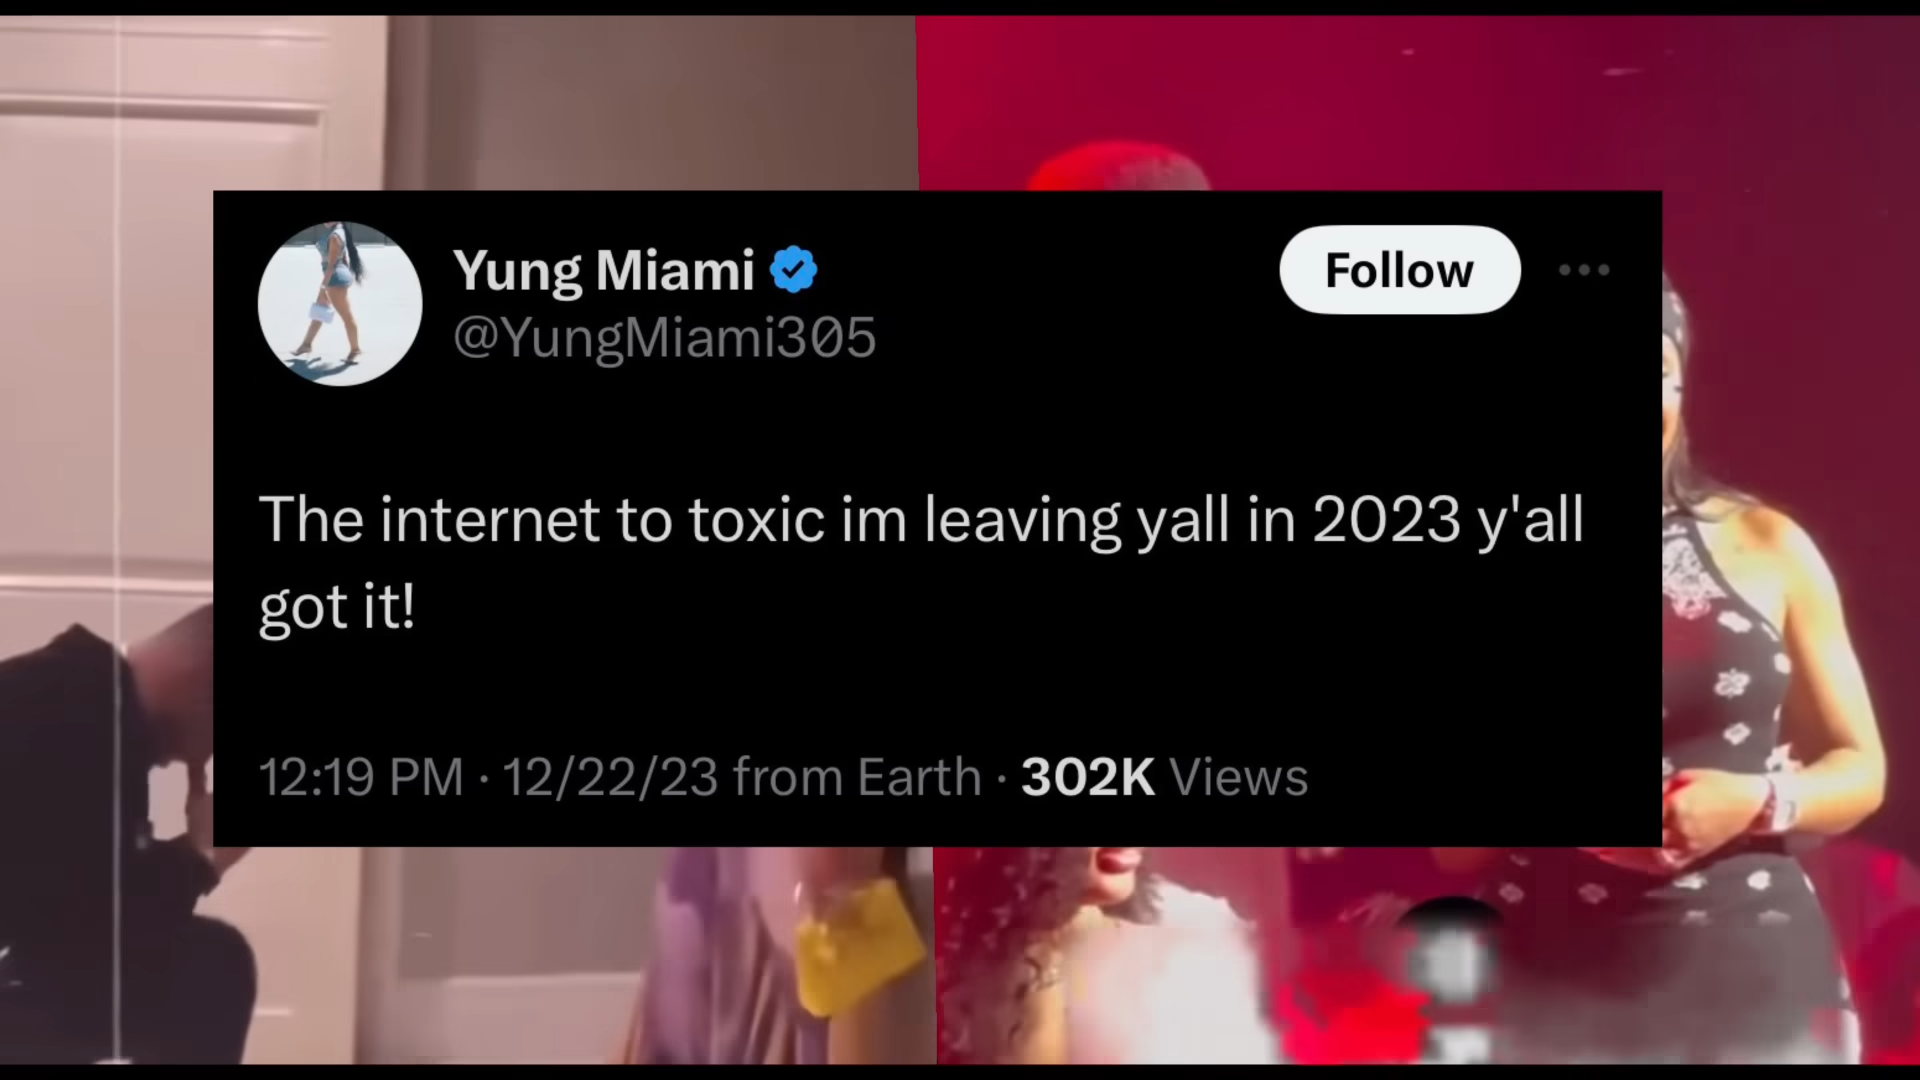 Yung Miami
@YungMiami305
Follow
The internet to toxic im leaving yall in 2023 y'all
got it!
12:19 PM · 12/22/23 from Earth · 302K Views